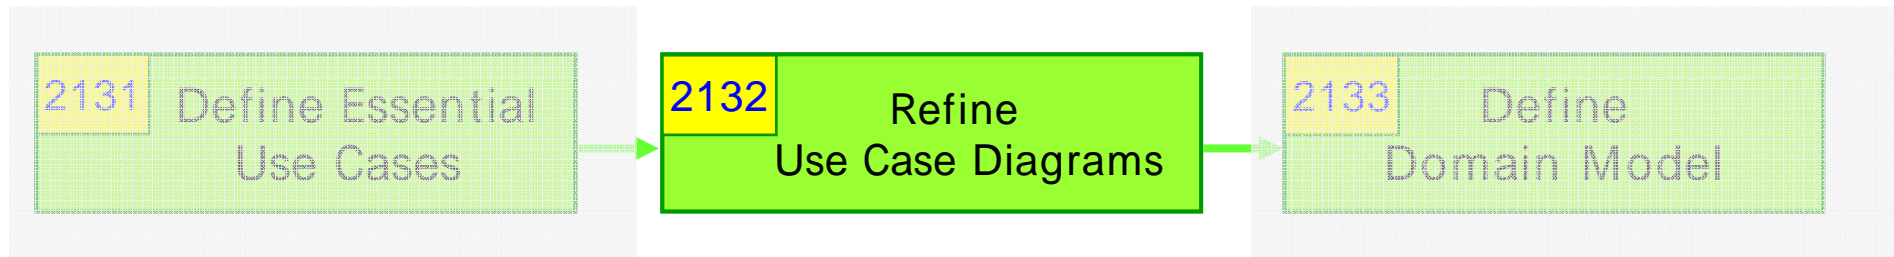 2131
Define Essential
Use Cases
2132
Refine
Use Case Diagrams
2133
Define
Domain Model